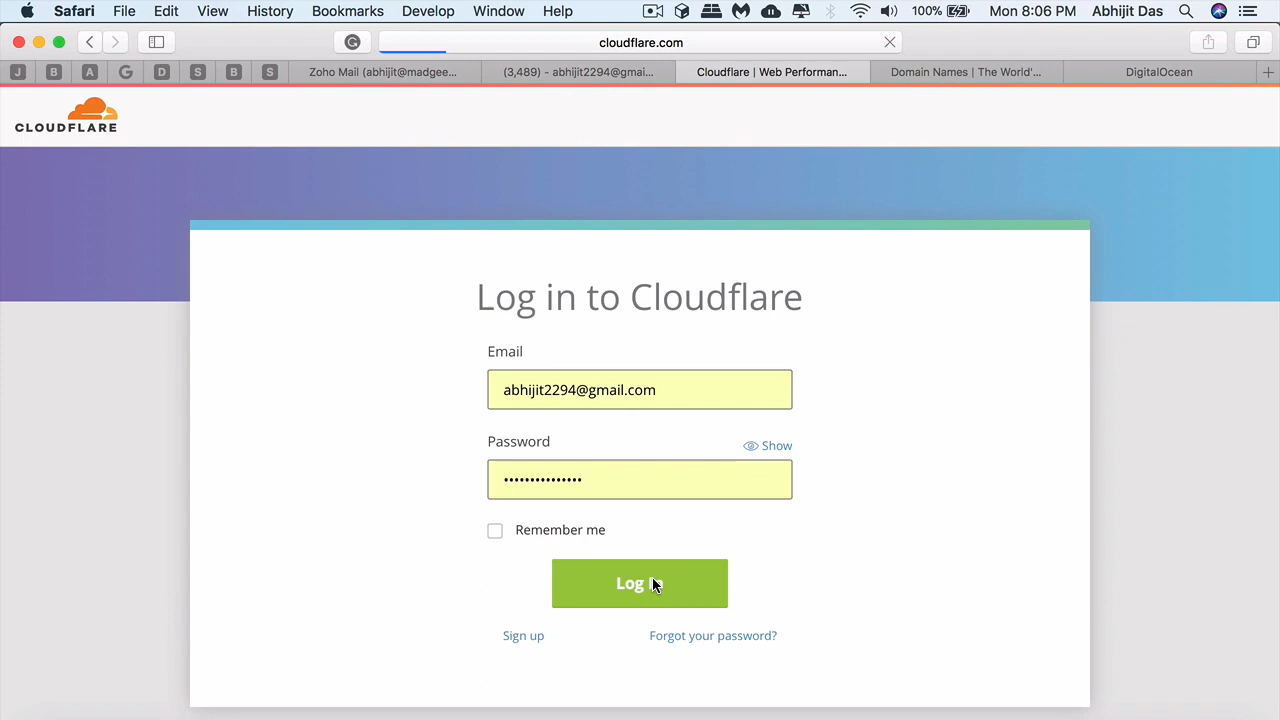 Safari File Edit View History Bookmarks Develop Window Help 100% Mon 8:06 PM Abhijit Das
cloudflare.com
J B A G D S B S Zoho Mail (abhijit@madgee... (3,489) - abhijit2294@gmai... Cloudflare | Web Performan... Domain Names | The World'... DigitalOcean
CLOUDFLARE
Log in to Cloudflare
Email
abhijit2294@gmail.com
Password Show
•••••••••••••••
Remember me
Log
Sign up Forgot your password?